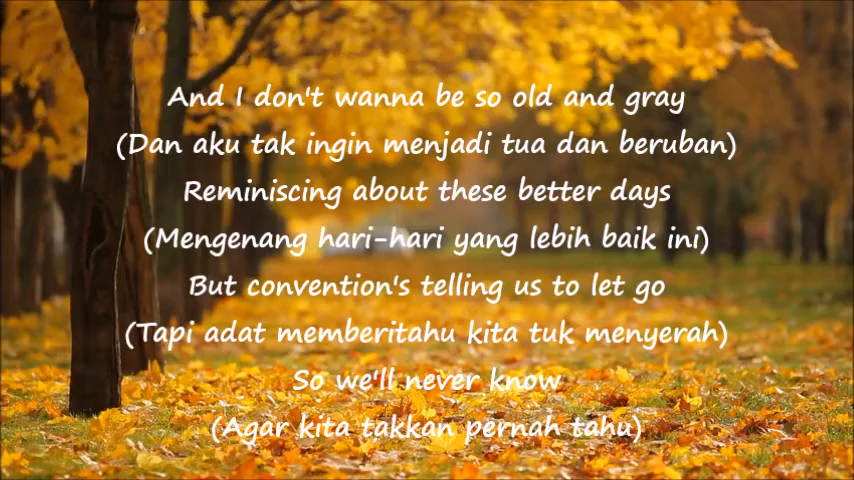 And I don't wanna be so old and gray
(Dan aku tak ingin menjadi tua dan beruban)
Reminiscing about these better days
(Mengenang hari-hari yang lebih baik ini)
But convention's telling us to let go
(Tapi adat memberitahu kita tuk menyerah)
So we'll never know
(Agar kita takkan pernah tahu)